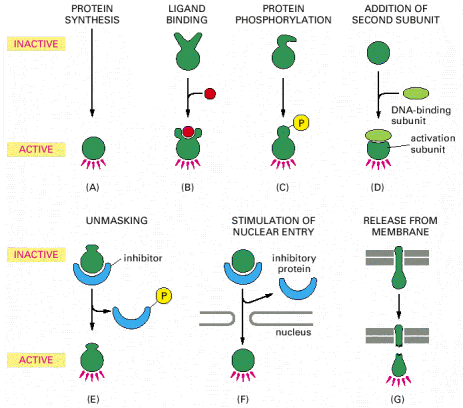 PROTEIN
SYNTHESIS
LIGAND
BINDING
PROTEIN
PHOSPHORYLATION
ADDITION OF
SECOND SUBUNIT
INACTIVE
DNA-binding
subunit
P
activation
subunit
ACTIVE
(A)
(B)
(C)
(D)
UNMASKING
STIMULATION OF
NUCLEAR ENTRY
RELEASE FROM
MEMBRANE
INACTIVE
inhibitor
inhibitory
protein
P
nucleus
ACTIVE
(E)
(F)
(G)